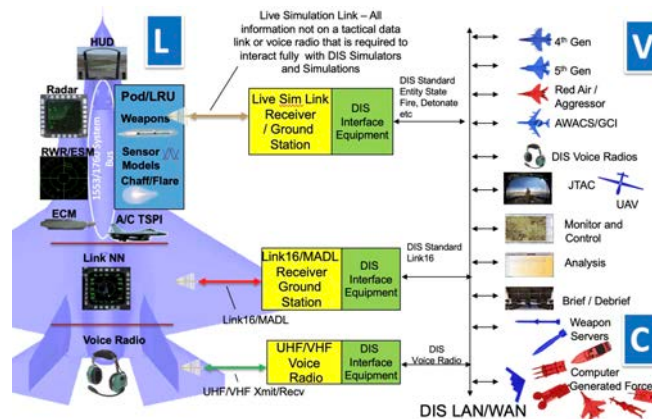 L
HUD
Radar
RWR/ESM
ECM
1553/1760 System
Bus
Pod/LRU
Weapons
Sensor
Models
Chaff/Flare
A/C TSPI
Link NN
Voice Radio
Live Simulation Link – All
information not on a tactical data
link or voice radio that is required to
interact fully with DIS Simulators
and Simulations
Live Sim Link
Receiver
/ Ground
Station
DIS
Interface
Equipment
DIS Standard
Entity State
Fire, Detonate
etc
Link16/MADL
Receiver
Ground
Station
DIS
Interface
Equipment
DIS Standard
Link16
Link16/MADL
UHF/VHF
Voice
Radio
DIS
Interface
Equipment
DIS
Voice Radio
UHF/VHF Xmit/Recv
DIS LAN/WAN
V
4th Gen
5th Gen
Red Air /
Aggressor
AWACS/GCI
DIS Voice Radios
JTAC
UAV
Monitor and
Control
Analysis
Brief / Debrief
Weapon
Servers
C
Computer
Generated Force